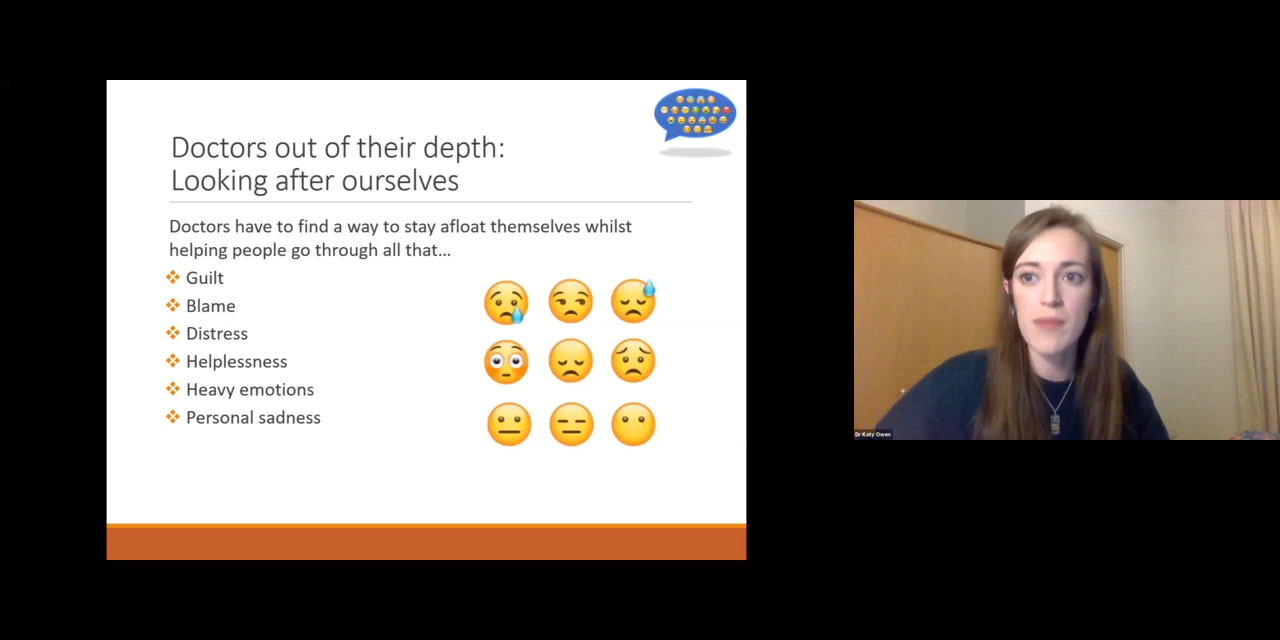 Doctors out of their depth:
Looking after ourselves
Doctors have to find a way to stay afloat themselves whilst
helping people go through all that...
Guilt
Blame
Distress
Helplessness
Heavy emotions
Personal sadness
Dr Katy Owen